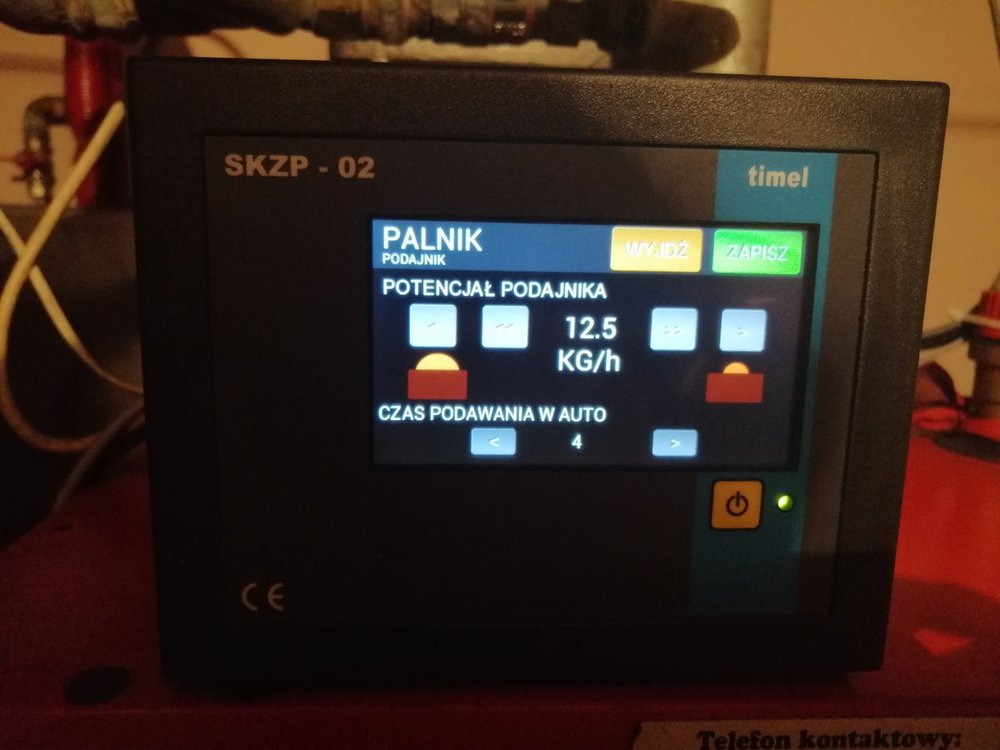 SKZP - 02
timel
PALNIK
PODAJNIK
WYJDŹ
ZAPISZ
POTENCJAŁ PODAJNIKA
< << 12.5 >> >
KG/h
CZAS PODAWANIA W AUTO
< 4 >
CE
Telefon kontaktowy: